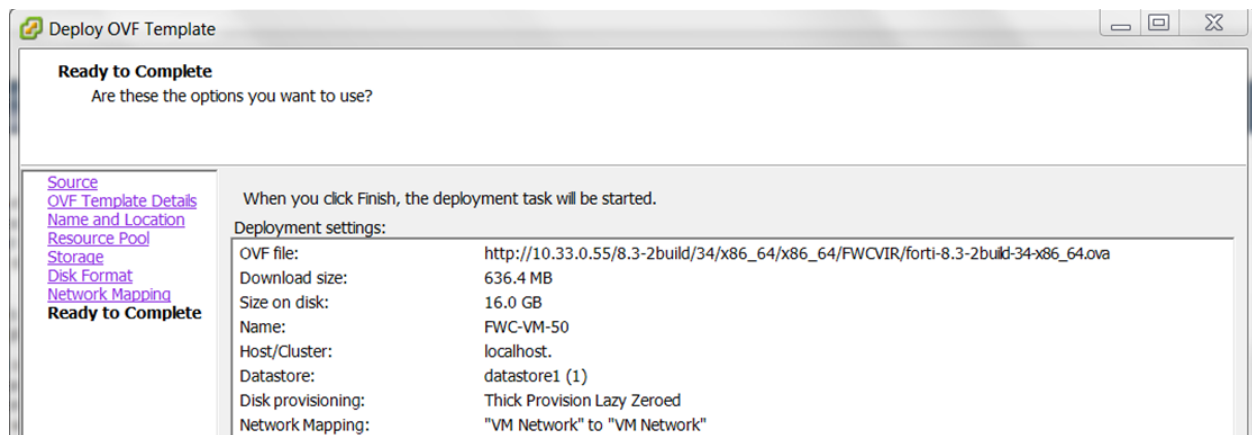 Deploy OVF Template
Ready to Complete
Are these the options you want to use?
Source
OVF Template Details
Name and Location
Resource Pool
Storage
Disk Format
Network Mapping
Ready to Complete
When you click Finish, the deployment task will be started.
Deployment settings:
OVF file: http://10.33.0.55/8.3-2build/34/x86_64/x86_64/FWCVIR/forti-8.3-2build-34-x86_64.ova
Download size: 636.4 MB
Size on disk: 16.0 GB
Name: FWC-VM-50
Host/Cluster: localhost.
Datastore: datastore1 (1)
Disk provisioning: Thick Provision Lazy Zeroed
Network Mapping: "VM Network" to "VM Network"